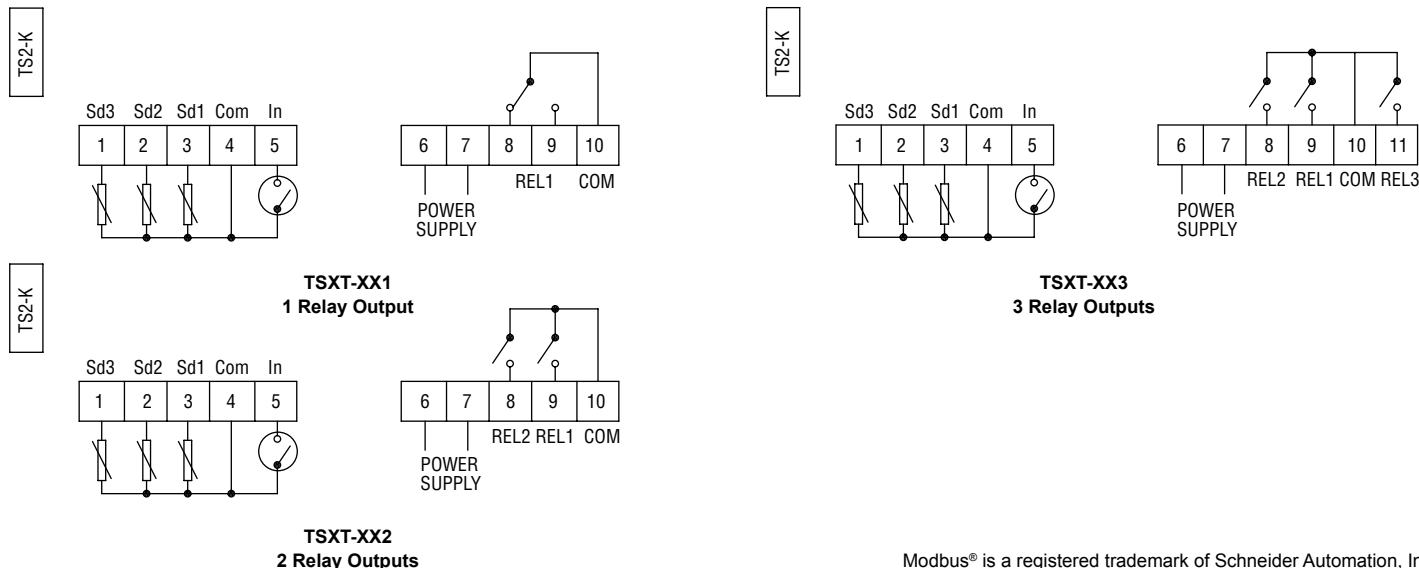 TS2-K
Sd3 Sd2 Sd1 Com In
1 2 3 4 5
6 7 8 9 10
REL1 COM
POWER
SUPPLY
TSXT-XX1
1 Relay Output
TS2-K
Sd3 Sd2 Sd1 Com In
1 2 3 4 5
6 7 8 9 10
REL2 REL1 COM
POWER
SUPPLY
TSXT-XX2
2 Relay Outputs
TS2-K
Sd3 Sd2 Sd1 Com In
1 2 3 4 5
6 7 8 9 10 11
REL2 REL1 COM REL3
POWER
SUPPLY
TSXT-XX3
3 Relay Outputs
Modbus® is a registered trademark of Schneider Automation, In